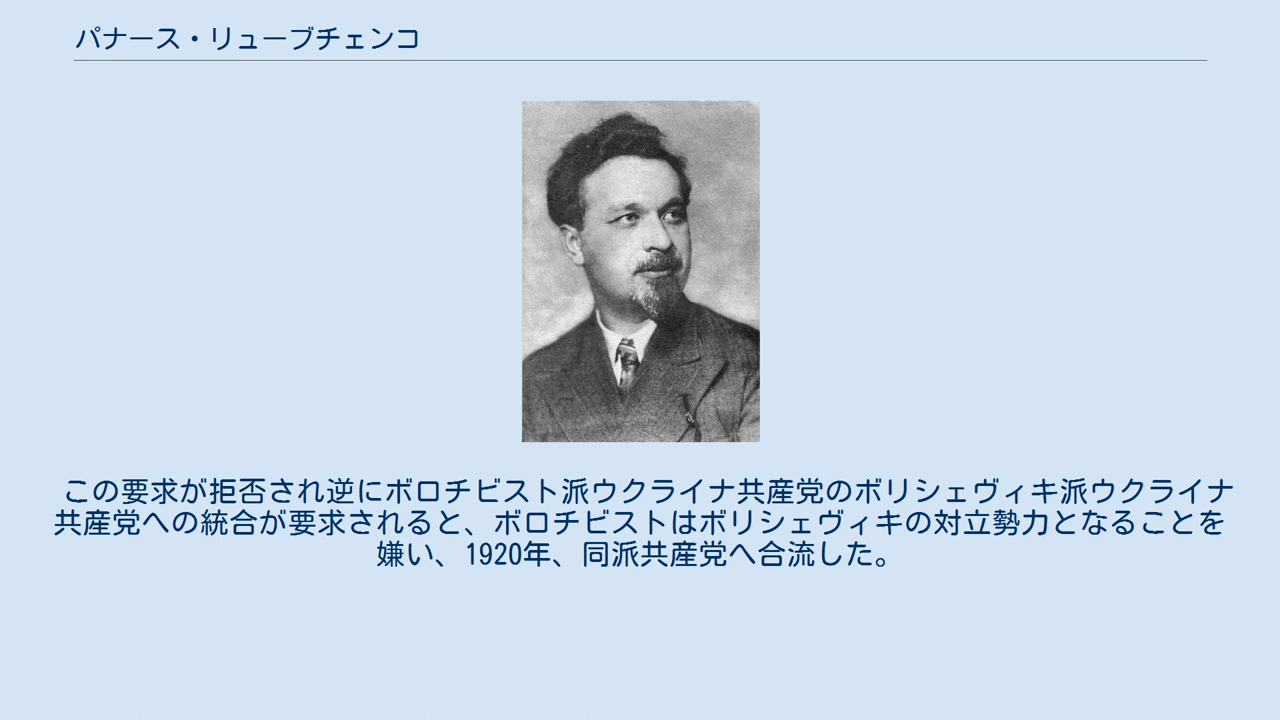 パナース・リューブチェンコ
この要求が拒否され逆にボロチビスト派ウクライナ共産党のボリシェヴィキ派ウクライナ
共産党への統合が要求されると、ボロチビストはボリシェヴィキの対立勢力となることを
嫌い、1920年、同派共産党へ合流した。